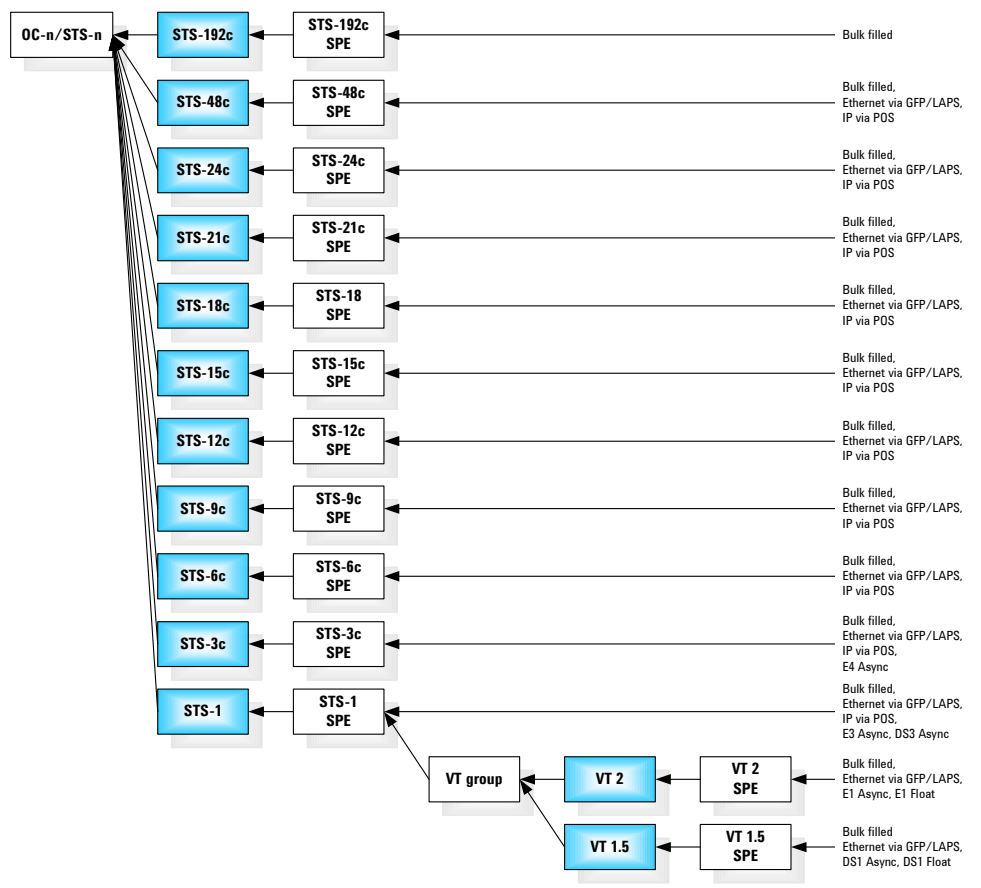 OC-n/STS-n
STS-192c
STS-192c
SPE
Bulk filled
STS-48c
STS-48c
SPE
Bulk filled,
Ethernet via GFP/LAPS,
IP via POS
STS-24c
STS-24c
SPE
Bulk filled,
Ethernet via GFP/LAPS,
IP via POS
STS-21c
STS-21c
SPE
Bulk filled,
Ethernet via GFP/LAPS,
IP via POS
STS-18c
STS-18
SPE
Bulk filled,
Ethernet via GFP/LAPS,
IP via POS
STS-15c
STS-15c
SPE
Bulk filled,
Ethernet via GFP/LAPS,
IP via POS
STS-12c
STS-12c
SPE
Bulk filled,
Ethernet via GFP/LAPS,
IP via POS
STS-9c
STS-9c
SPE
Bulk filled,
Ethernet via GFP/LAPS,
IP via POS
STS-6c
STS-6c
SPE
Bulk filled,
Ethernet via GFP/LAPS,
IP via POS
STS-3c
STS-3c
SPE
Bulk filled,
Ethernet via GFP/LAPS,
IP via POS,
E4 Async
STS-1
STS-1
SPE
Bulk filled,
Ethernet via GFP/LAPS,
IP via POS,
E3 Async, DS3 Async
VT group
VT 2
VT 2
SPE
Bulk filled,
Ethernet via GFP/LAPS,
E1 Async, E1 Float
VT 1.5
VT 1.5
SPE
Bulk filled
Ethernet via GFP/LAPS,
DS1 Async, DS1 Float